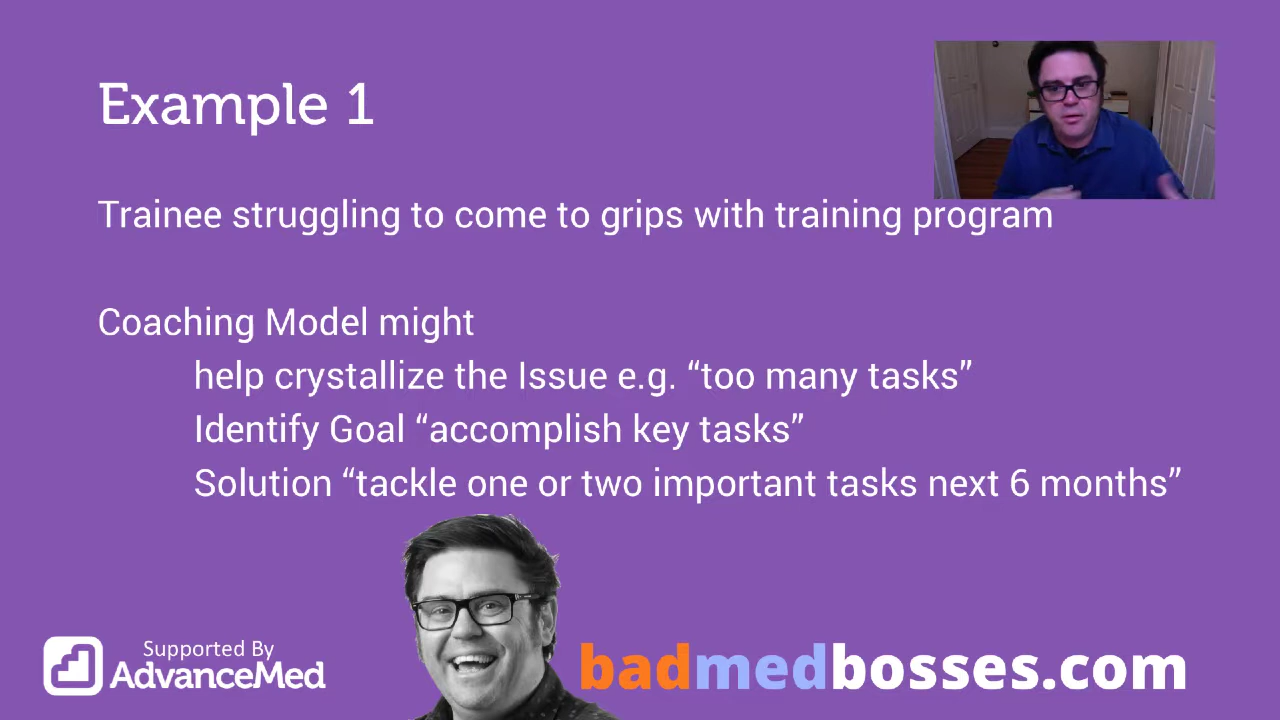 Example 1
Trainee struggling to come to grips with training program
Coaching Model might
help crystallize the Issue e.g. “too many tasks”
Identify Goal “accomplish key tasks”
Solution “tackle one or two important tasks next 6 months”
Supported By
AdvanceMed
badmedbosses.com